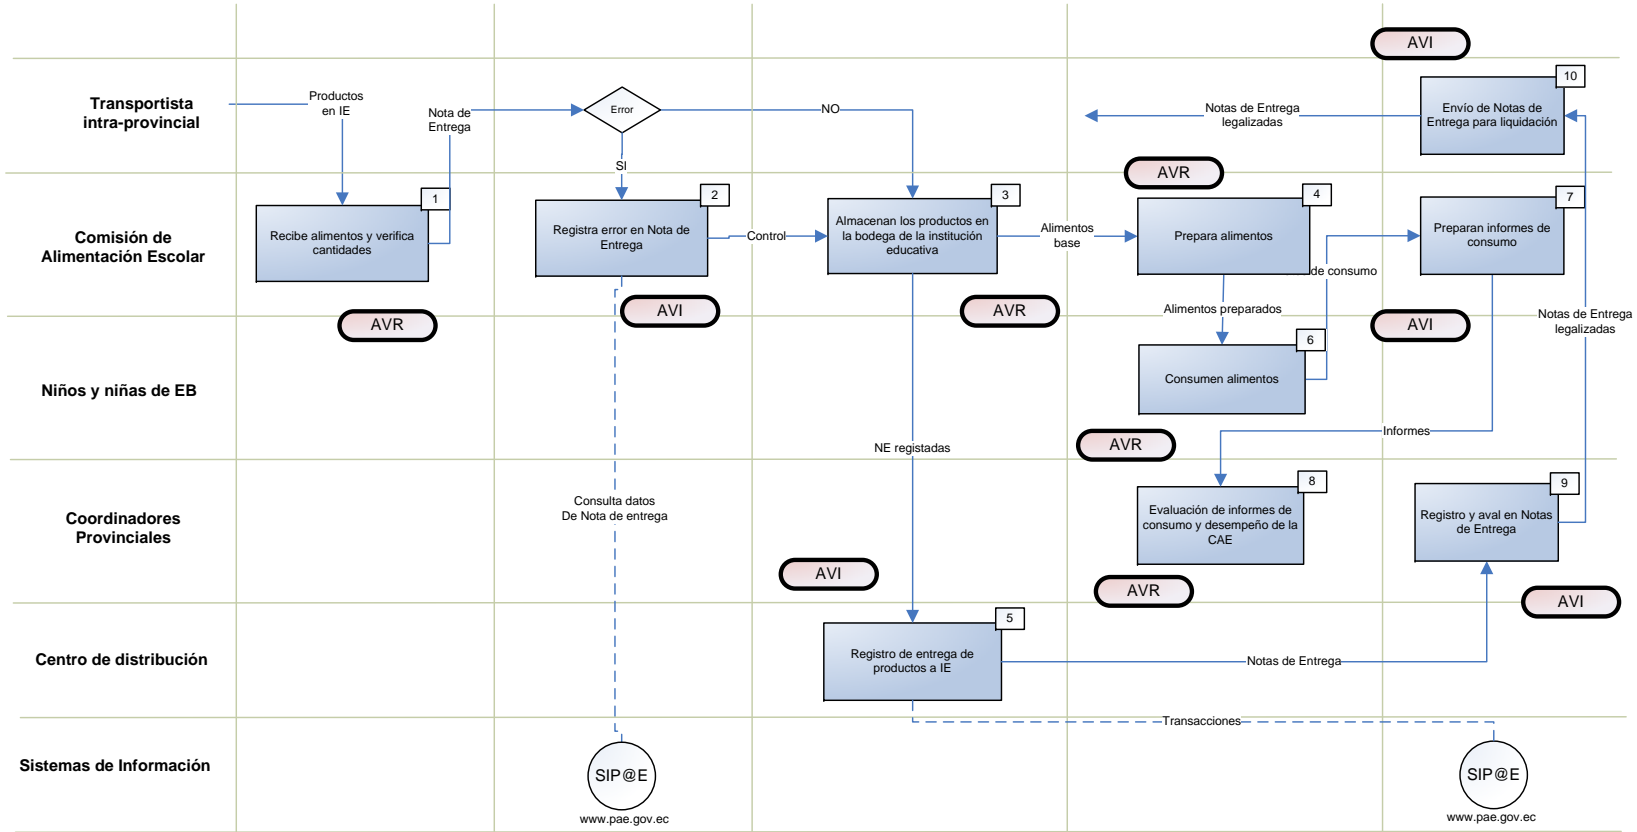 AVI
Transportista
intra-provincial
Productos
en IE
Nota de
Entrega
Error
NO
SI
Notas de Entrega
legalizadas
10
Envío de Notas de
Entrega para liquidación
AVR
Comisión de
Alimentación Escolar
1
Recibe alimentos y verifica
cantidades
2
Registra error en Nota de
Entrega
Control
3
Almacenan los productos en
la bodega de la institución
educativa
Alimentos
base
4
Prepara alimentos
de consumo
7
Preparan informes de
consumo
AVR
AVI
AVR
Alimentos preparados
AVI
Notas de Entrega
legalizadas
Niños y niñas de EB
6
Consumen alimentos
Informes
AVR
NE registadas
Coordinadores
Provinciales
Consulta datos
De Nota de entrega
8
Evaluación de informes de
consumo y desempeño de la
CAE
9
Registro y aval en Notas
de Entrega
AVI
AVR
AVI
Centro de distribución
5
Registro de entrega de
productos a IE
Notas de Entrega
Transacciones
Sistemas de Información
SIP@E
www.pae.gov.ec
SIP@E
www.pae.gov.ec